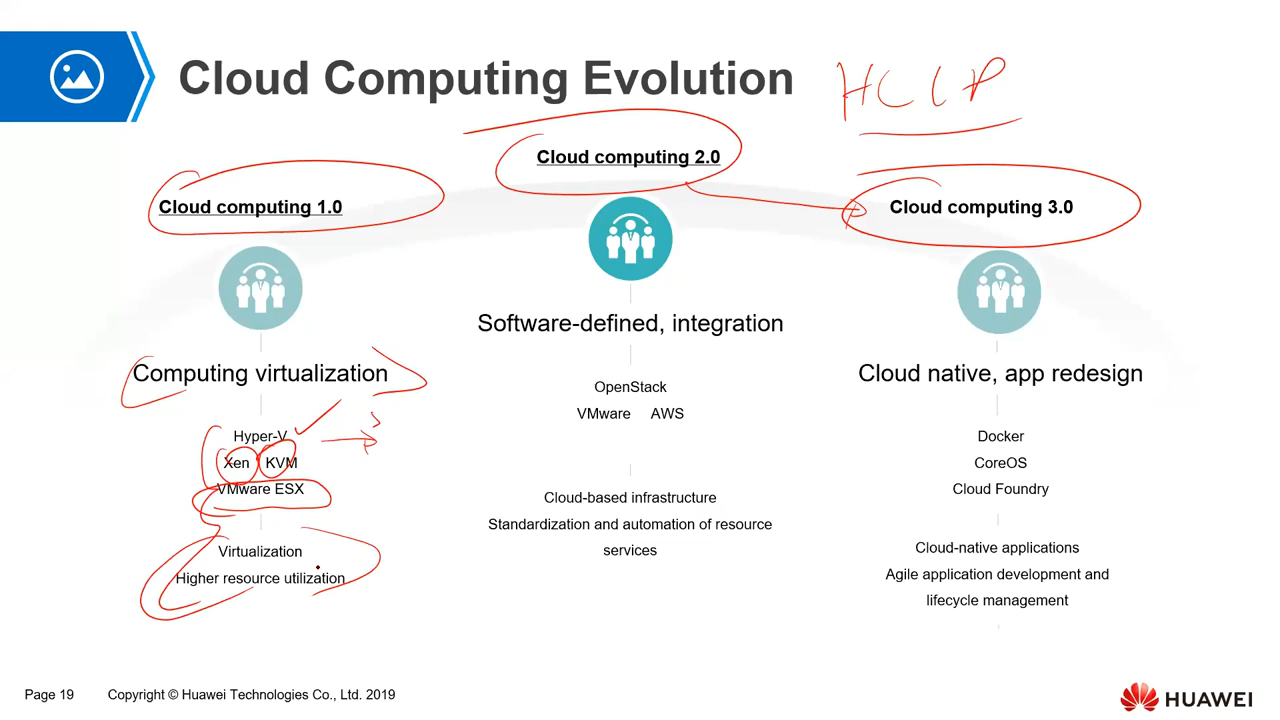 Cloud Computing Evolution
HCIP
Cloud computing 1.0
Computing virtualization
Hyper-V
Xen KVM
VMware ESX
Virtualization
Higher resource utilization
Cloud computing 2.0
Software-defined, integration
OpenStack
VMware AWS
Cloud-based infrastructure
Standardization and automation of resource
services
Cloud computing 3.0
Cloud native, app redesign
Docker
CoreOS
Cloud Foundry
Cloud-native applications
Agile application development and
lifecycle management
Page 19 Copyright © Huawei Technologies Co., Ltd. 2019
HUAWEI